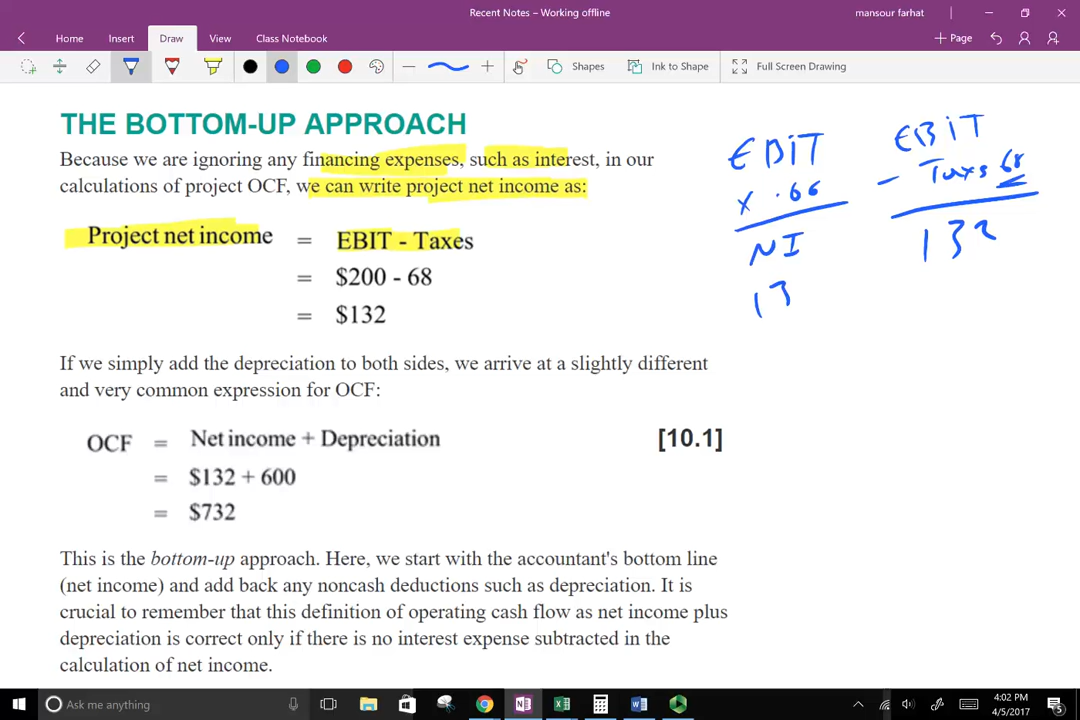 Recent Notes – Working offline
mansour farhat
Home Insert Draw View Class Notebook
Page
Shapes Ink to Shape Full Screen Drawing
THE BOTTOM-UP APPROACH
Because we are ignoring any financing expenses, such as interest, in our
calculations of project OCF, we can write project net income as:
Project net income = EBIT - Taxes
= $200 - 68
= $132
EBIT
x .66
NI
13
EBIT
- Taxes 68
132
If we simply add the depreciation to both sides, we arrive at a slightly different
and very common expression for OCF:
OCF = Net income + Depreciation [10.1]
= $132 + 600
= $732
This is the bottom-up approach. Here, we start with the accountant's bottom line
(net income) and add back any noncash deductions such as depreciation. It is
crucial to remember that this definition of operating cash flow as net income plus
depreciation is correct only if there is no interest expense subtracted in the
calculation of net income.
Ask me anything
4:02 PM
4/5/2017
5